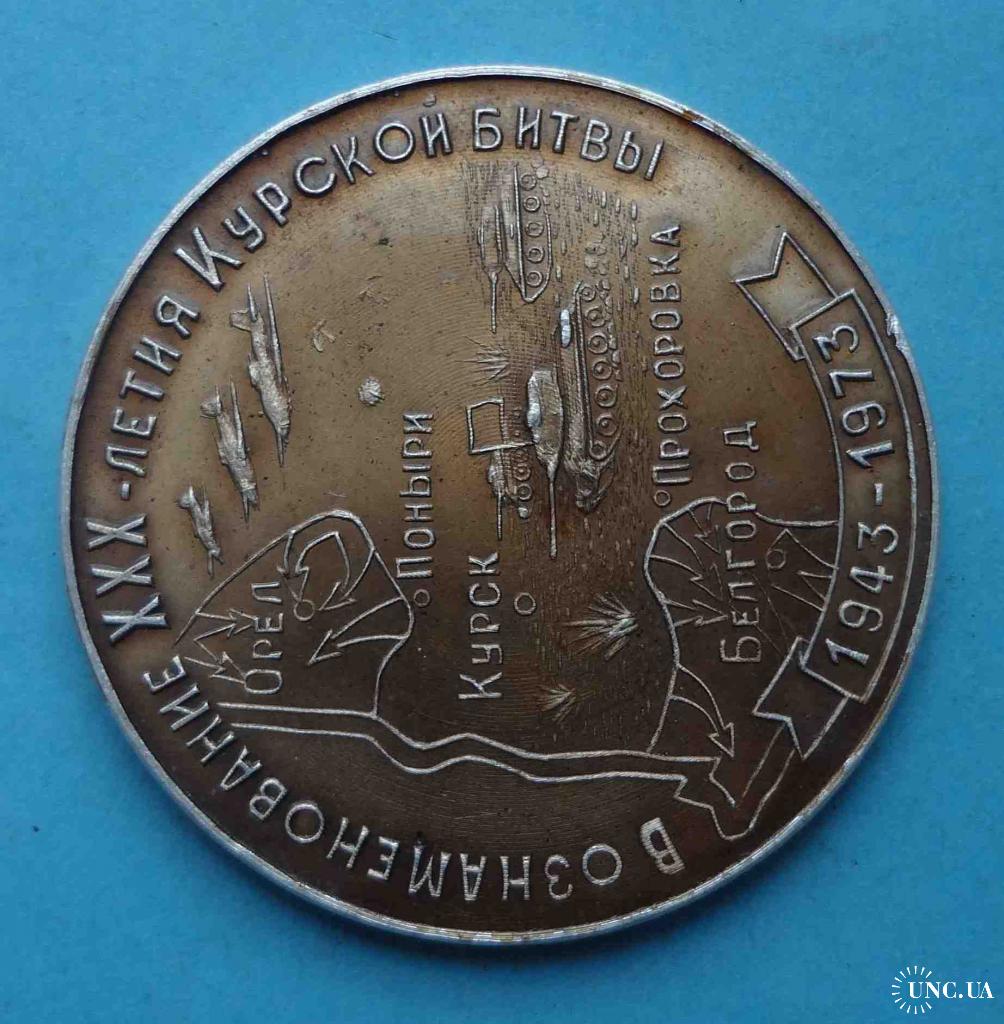 В ОЗНАМЕНОВАНИЕ XXX-ЛЕТИЯ КУРСКОЙ БИТВЫ
ОРЕЛ
ПОНЫРИ
КУРСК
ПРОХОРОВКА
БЕЛГОРОД
1943-1973
UNC.UA